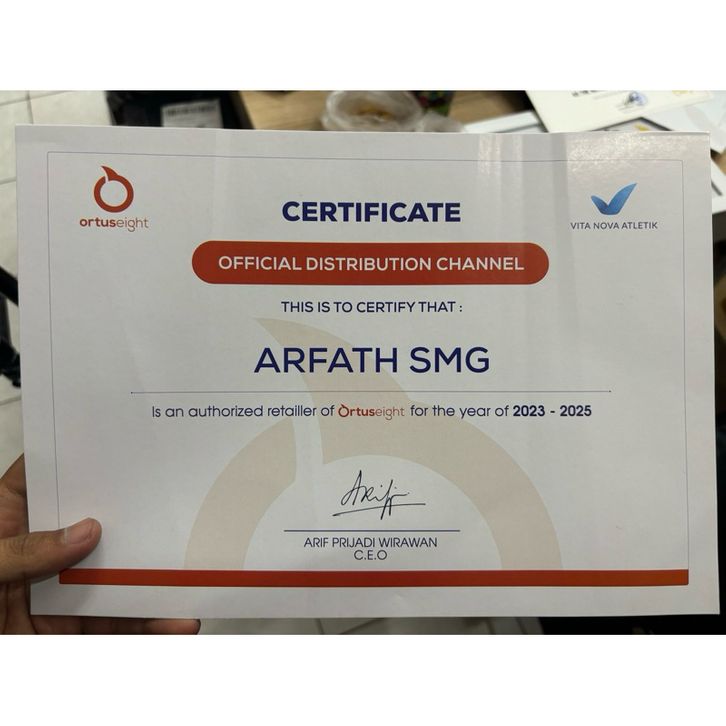 ortuseight
CERTIFICATE
VITA NOVA ATLETIK
OFFICIAL DISTRIBUTION CHANNEL
THIS IS TO CERTIFY THAT :
ARFATH SMG
Is an authorized retailler of Ortuseight for the year of 2023 - 2025
Arif
ARIF PRIJADI WIRAWAN
C.E.O